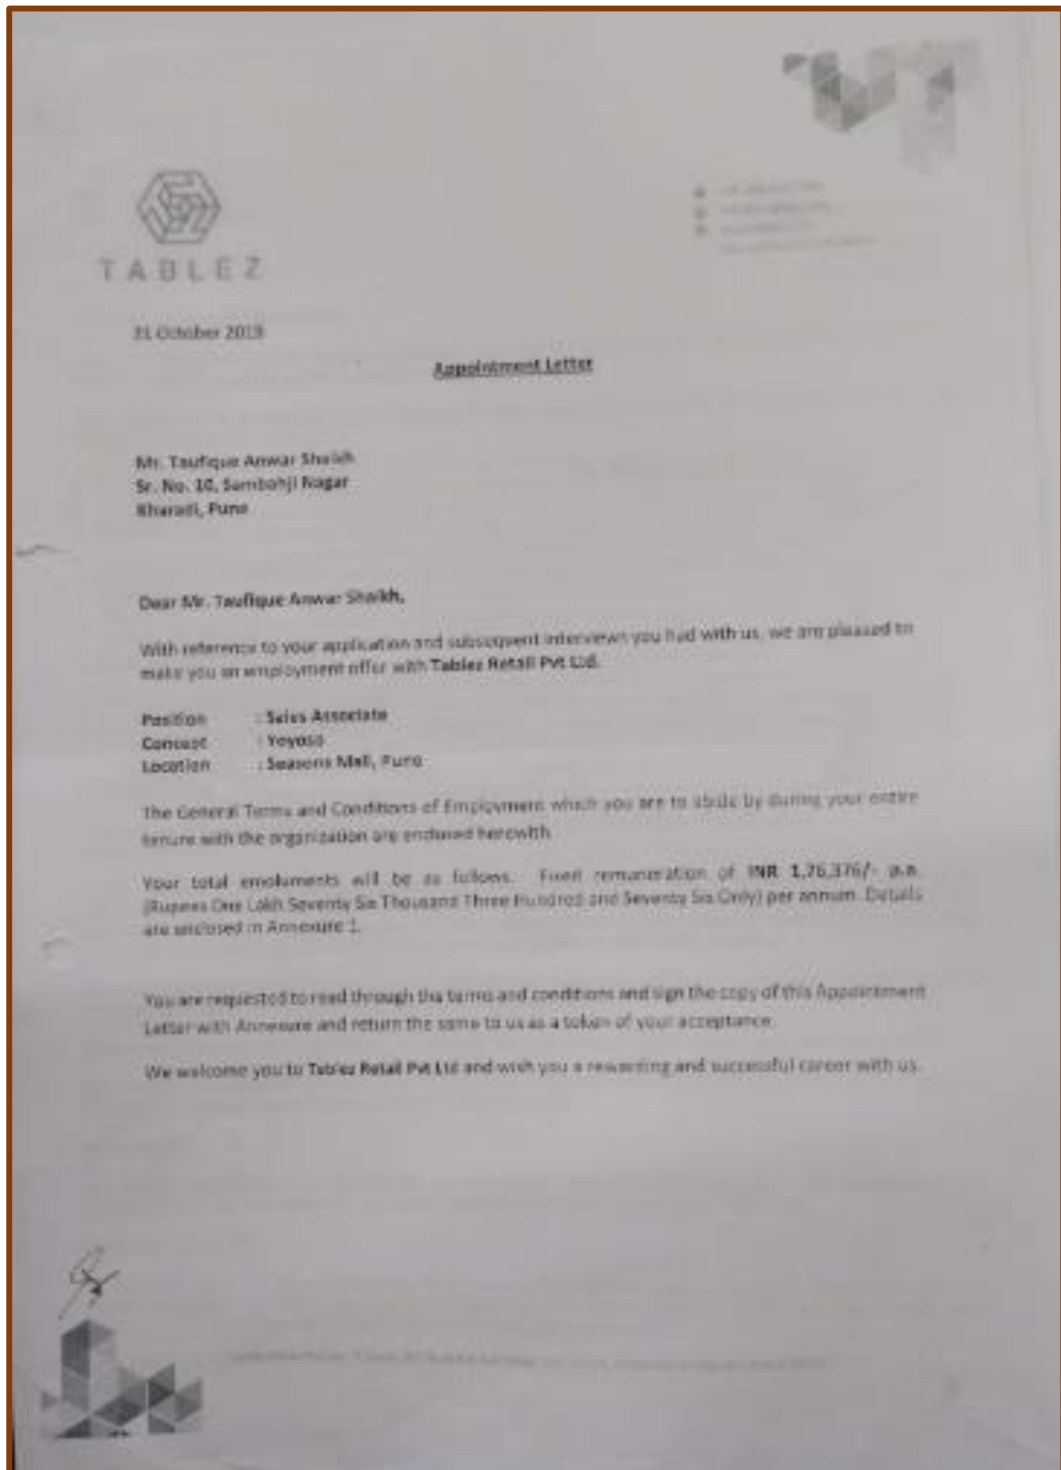 TABLEZ
31 October 2019
Appointment Letter
Mr. Taufique Anwar Shaikh
Sr. No. 10, Sambahji Nagar
Kharadi, Pune
Dear Mr. Taufique Anwar Shaikh,
With reference to your application and subsequent interviews you had with us, we are pleased to
make you an employment offer with Tablez Retail Pvt Ltd.
Position : Sales Associate
Concept : Yoyoso
Location : Seasons Mall, Pune
The General Terms and Conditions of Employment which you are to abide by during your entire
tenure with the organization are enclosed herewith
Your total emoluments will be as follows. Fixed remuneration of INR 1,76,376/- p.a.
(Rupees One Lakh Seventy Six Thousand Three Hundred and Seventy Six Only) per annum. Details
are enclosed in Annexure 1.
You are requested to read through the terms and conditions and sign the copy of this Appointment
Letter with Annexure and return the same to us as a token of your acceptance.
We welcome you to Tablez Retail Pvt Ltd and wish you a rewarding and successful career with us.